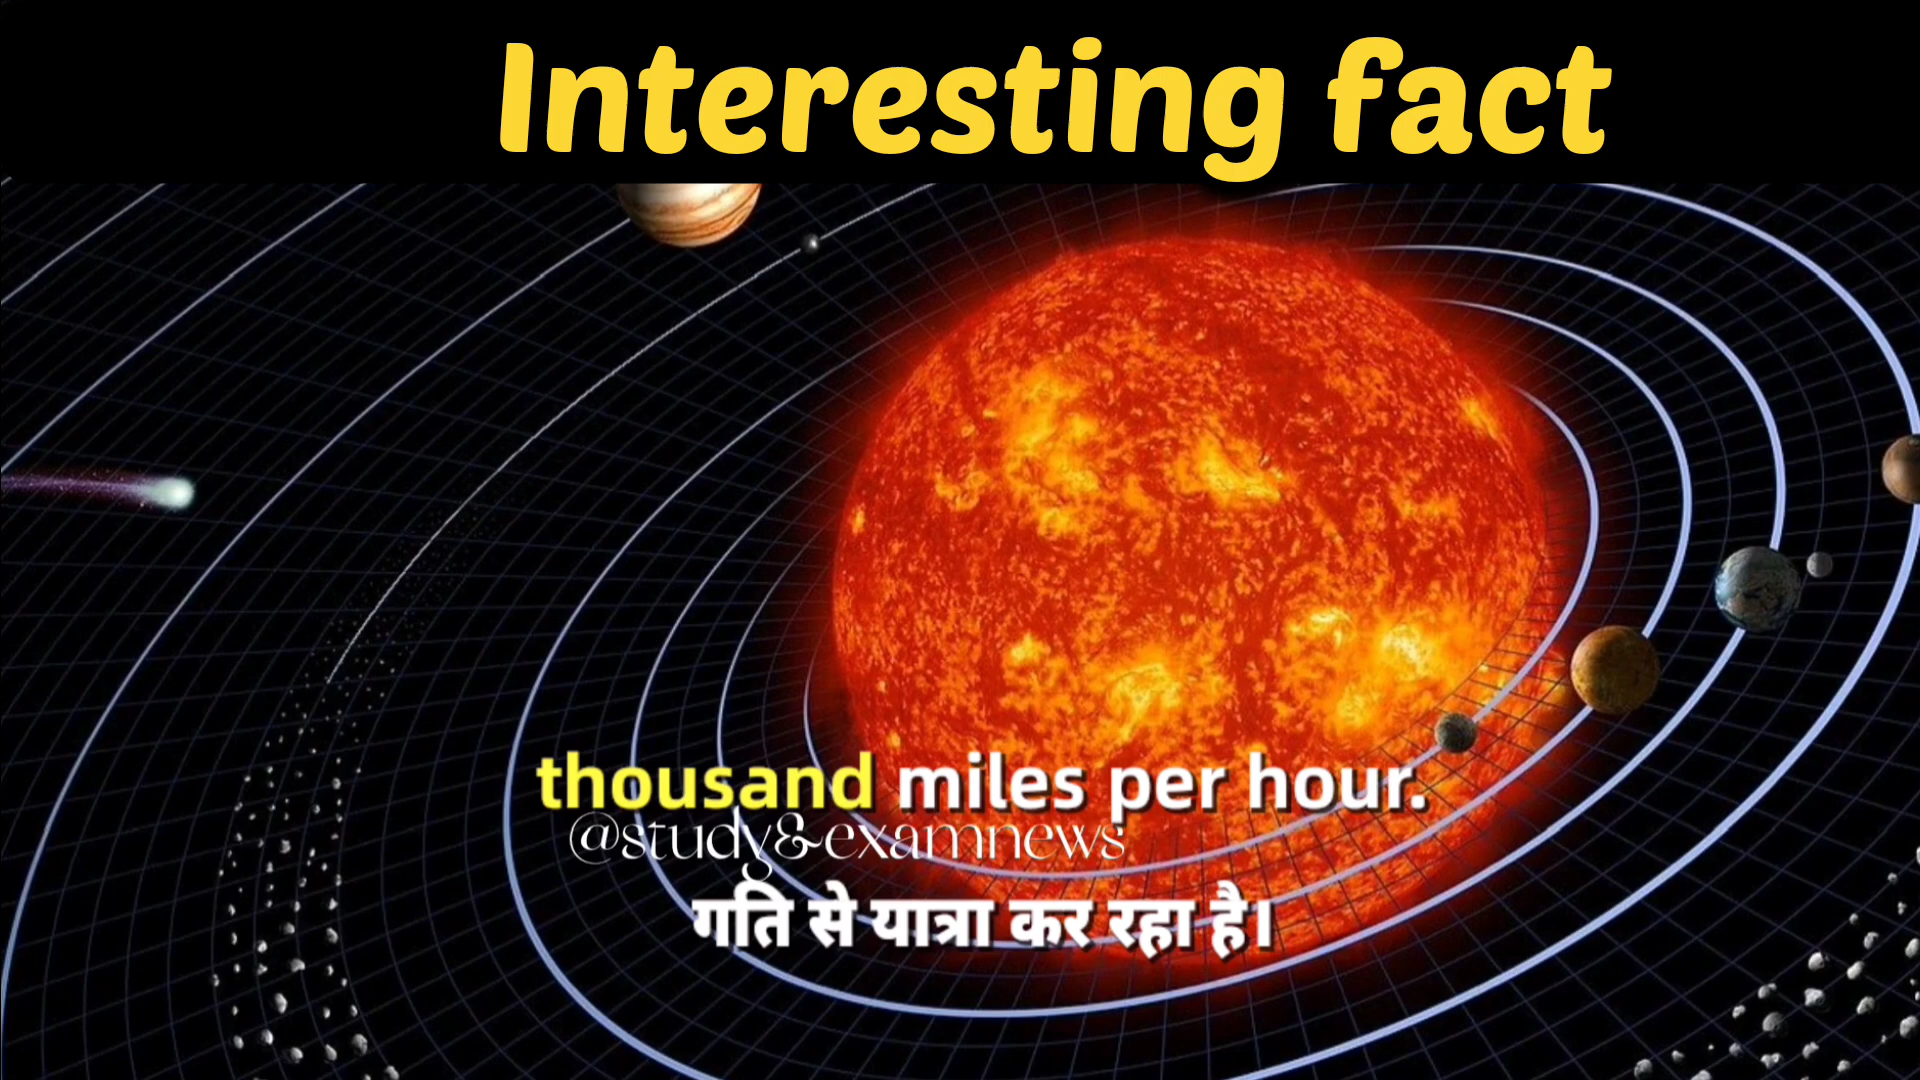 Interesting fact
thousand miles per hour.
@study&examnews
गति से यात्रा कर रहा है।